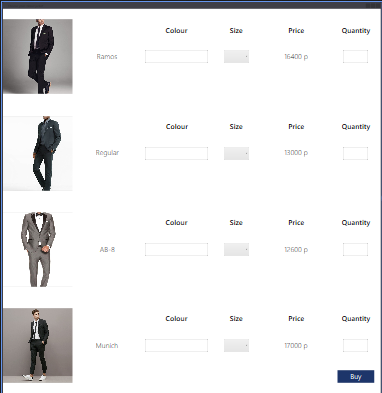 Colour Size Price Quantity
Ramos 16400 p
Colour Size Price Quantity
Regular 13000 p
Colour Size Price Quantity
AB-8 12600 p
Colour Size Price Quantity
Munich 17000 p
Buy